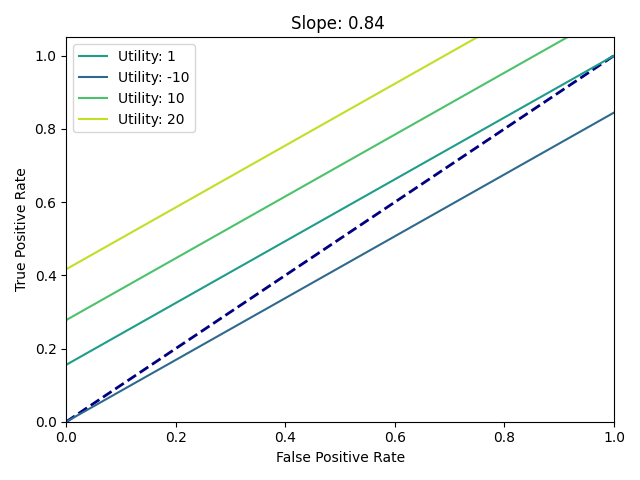 Slope: 0.84
Utility: 1
Utility: -10
Utility: 10
Utility: 20
True Positive Rate
1.0
0.8
0.6
0.4
0.2
0.0
0.0 0.2 0.4 0.6 0.8 1.0
False Positive Rate